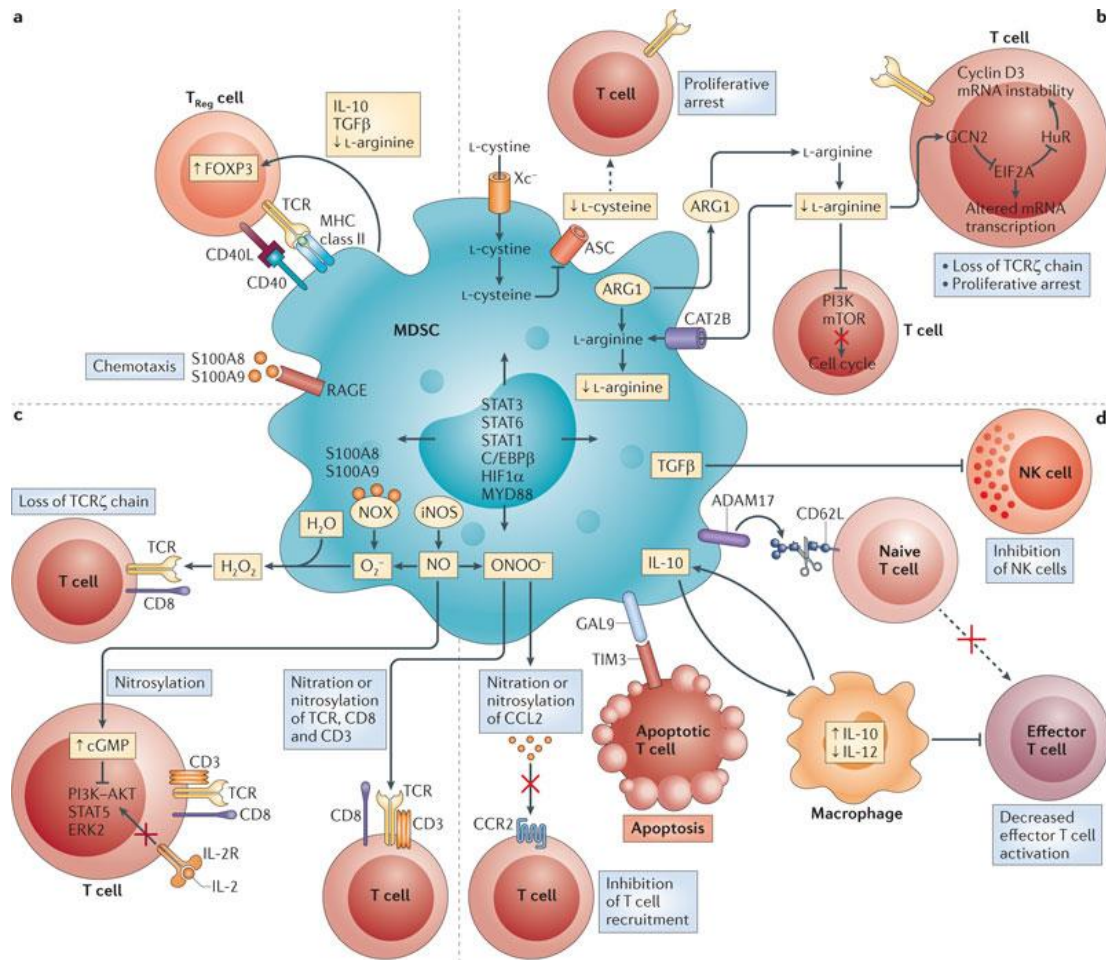 a
b
T cell
Cyclin D3
mRNA instability
GCN2
HuR
EIF2A
Altered mRNA
transcription
• Loss of TCRζ chain
• Proliferative arrest
T cell
Proliferative
arrest
TReg cell
IL-10
TGFβ
↓ L-arginine
↑ FOXP3
TCR
MHC
class II
CD40L
CD40
L-cystine
Xc⁻
L-cystine
L-cysteine
↓ L-cysteine
ASC
ARG1
L-arginine
↓ L-arginine
ARG1
CAT2B
L-arginine
↓ L-arginine
PI3K
mTOR
Cell cycle
T cell
MDSC
Chemotaxis
S100A8
S100A9
RAGE
STAT3
STAT6
STAT1
C/EBPβ
HIF1α
MYD88
c
d
S100A8
S100A9
NOX
iNOS
H₂O
H₂O₂
O₂⁻
NO
ONOO⁻
Loss of TCRζ chain
TCR
T cell
CD8
Nitrosylation
↑ cGMP
PI3K–AKT
STAT5
ERK2
CD3
TCR
CD8
IL-2R
IL-2
T cell
Nitration or
nitrosylation
of TCR, CD8
and CD3
CD8
TCR
CD3
T cell
Nitration or
nitrosylation
of CCL2
CCR2
T cell
Inhibition
of T cell
recruitment
TGFβ
NK cell
Inhibition
of NK cells
ADAM17
CD62L
Naive
T cell
IL-10
GAL9
TIM3
Apoptotic
T cell
Apoptosis
↑ IL-10
↓ IL-12
Macrophage
Effector
T cell
Decreased
effector T cell
activation